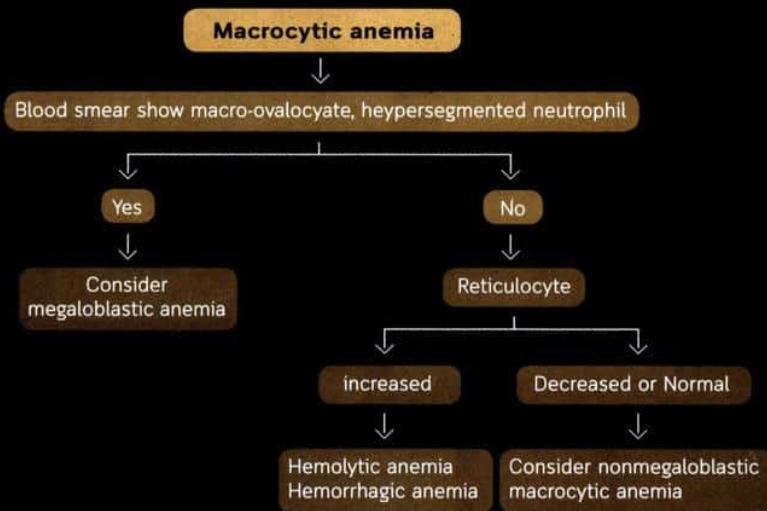 Macrocytic anemia
Blood smear show macro-ovalocyate, heypersegmented neutrophil
Yes
No
Consider
megaloblastic anemia
Reticulocyte
increased
Decreased or Normal
Hemolytic anemia
Hemorrhagic anemia
Consider nonmegaloblastic
macrocytic anemia